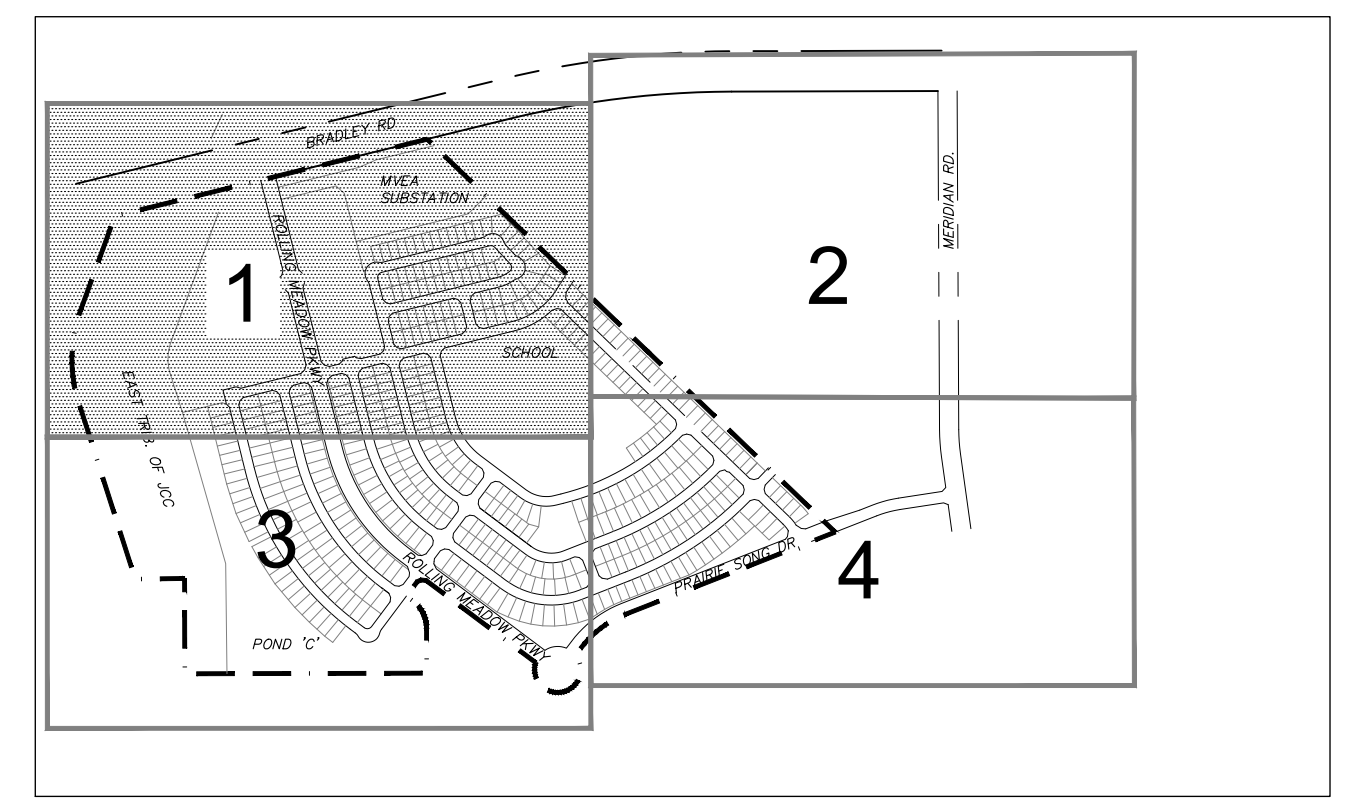 BRADLEY RD
MVEA
SUBSTATION
MERIDIAN RD.
ROLLING MEADOW PKWY
1
2
SCHOOL
EAST TRIB. OF JCC
3
ROLLING MEADOW PKWY
PRAIRIE SONG DR,
4
POND 'C'